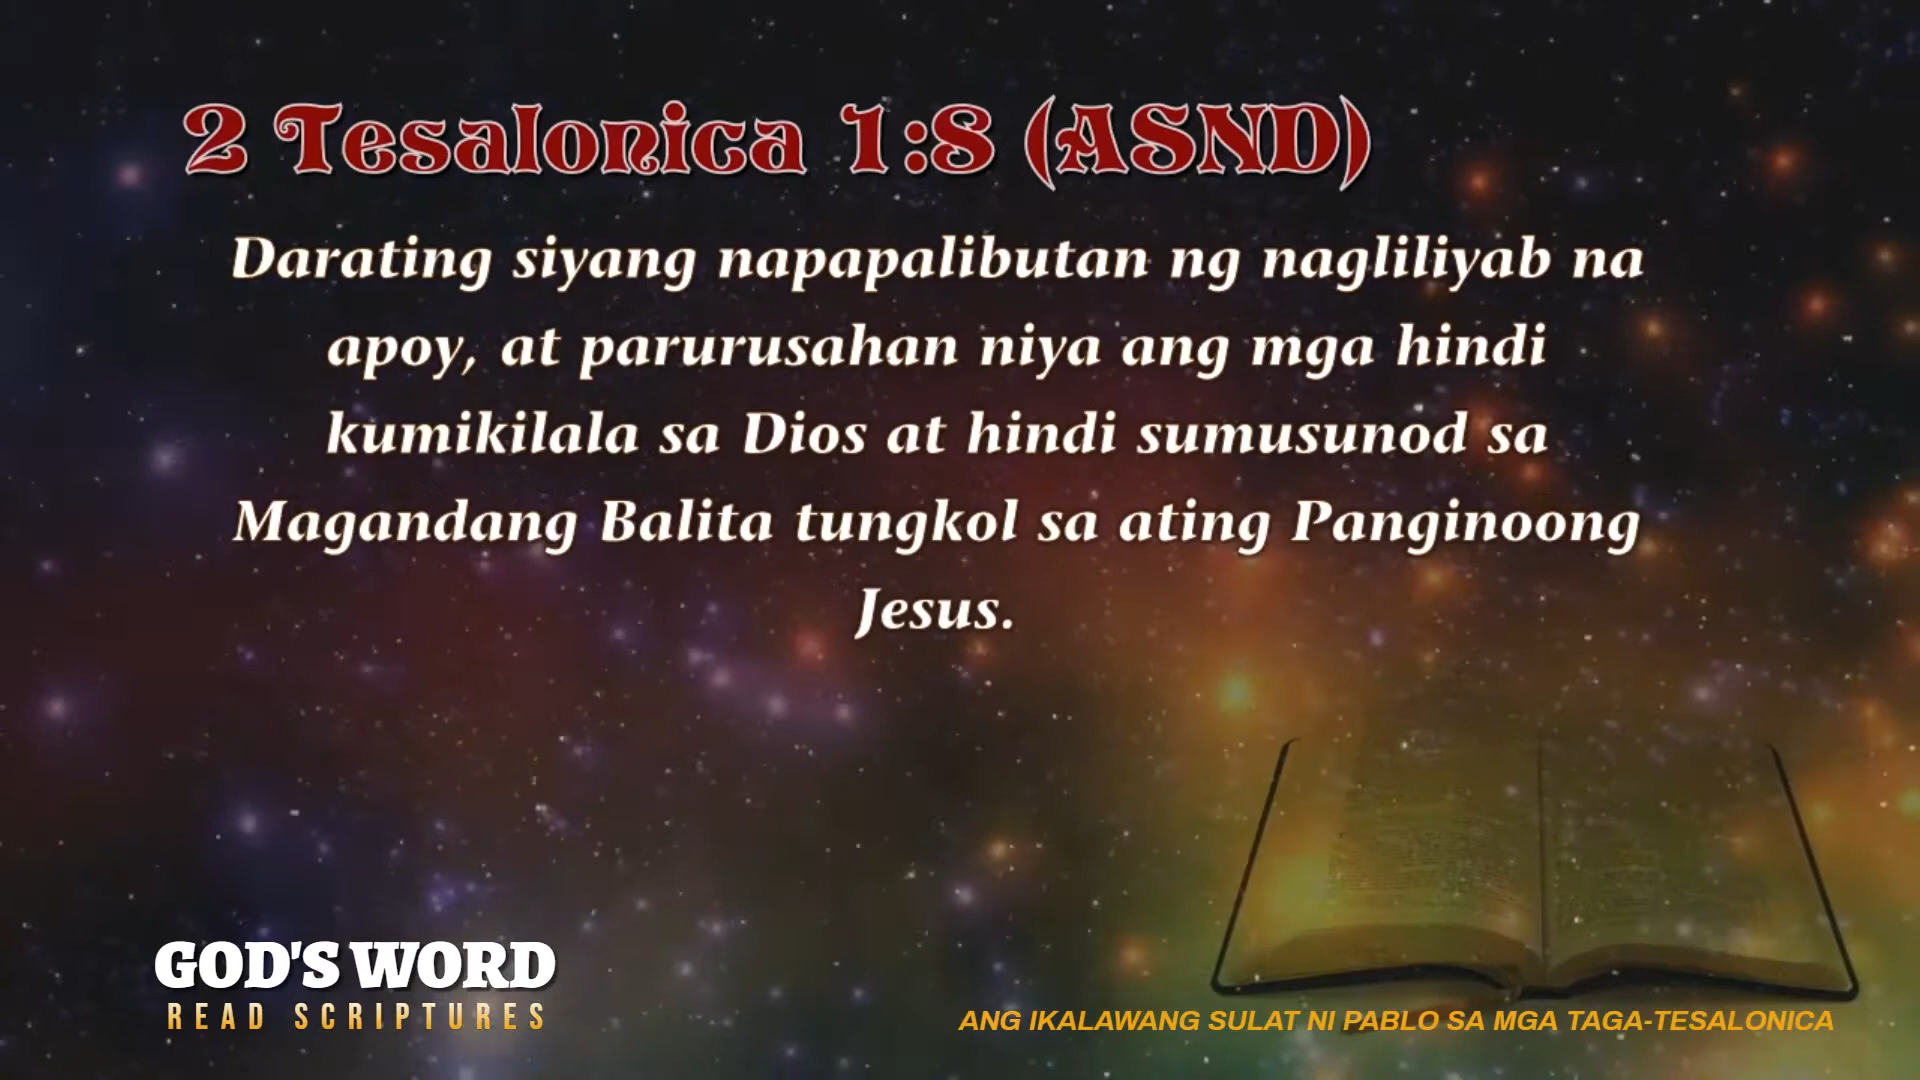 2 Tesalonica 1:8 (ASND)
Darating siyang napapalibutan ng nagliliyab na
apoy, at parurusahan niya ang mga hindi
kumikilala sa Dios at hindi sumusunod sa
Magandang Balita tungkol sa ating Panginoong
Jesus.
GOD'S WORD
READ SCRIPTURES
ANG IKALAWANG SULAT NI PABLO SA MGA TAGA-TESALONICA